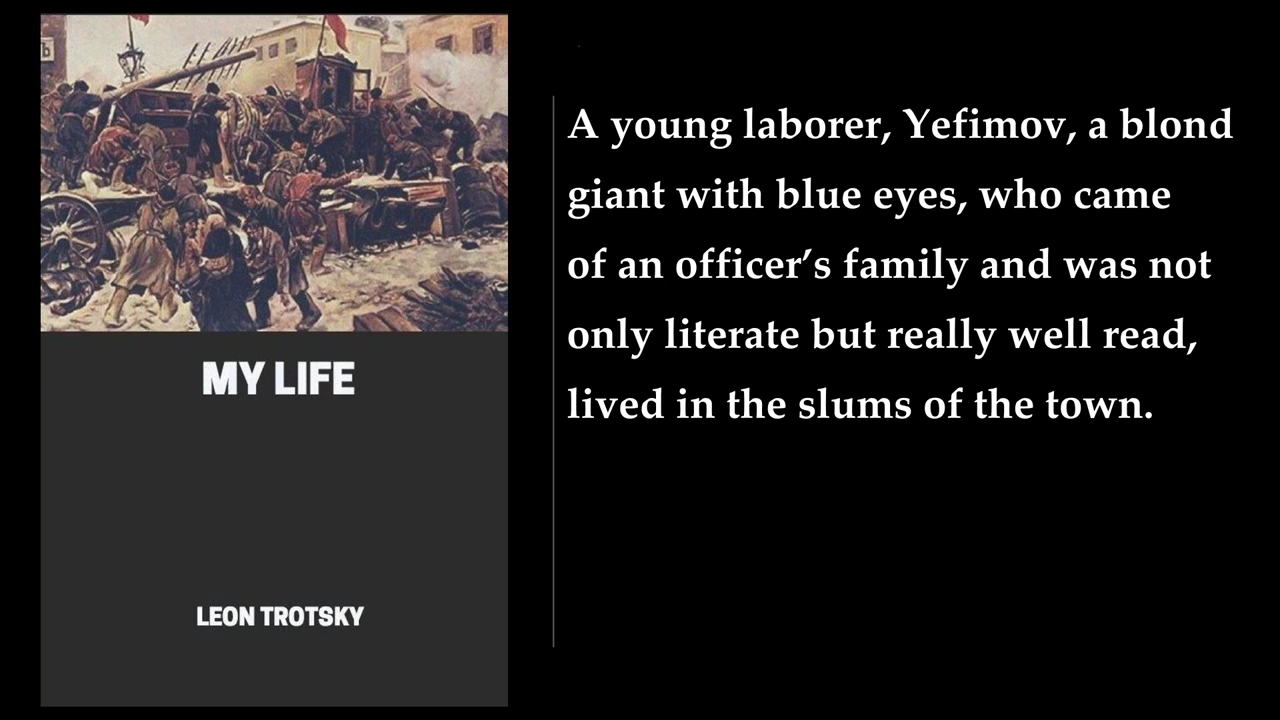 MY LIFE
LEON TROTSKY
A young laborer, Yefimov, a blond
giant with blue eyes, who came
of an officer’s family and was not
only literate but really well read,
lived in the slums of the town.